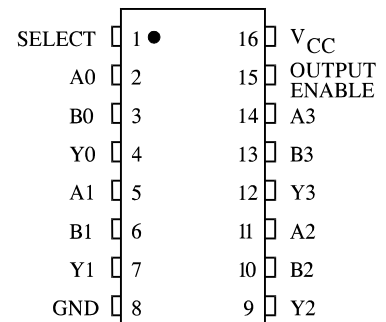 SELECT 1 16 VCC
A0 2 15 OUTPUT ENABLE
B0 3 14 A3
Y0 4 13 B3
A1 5 12 Y3
B1 6 11 A2
Y1 7 10 B2
GND 8 9 Y2